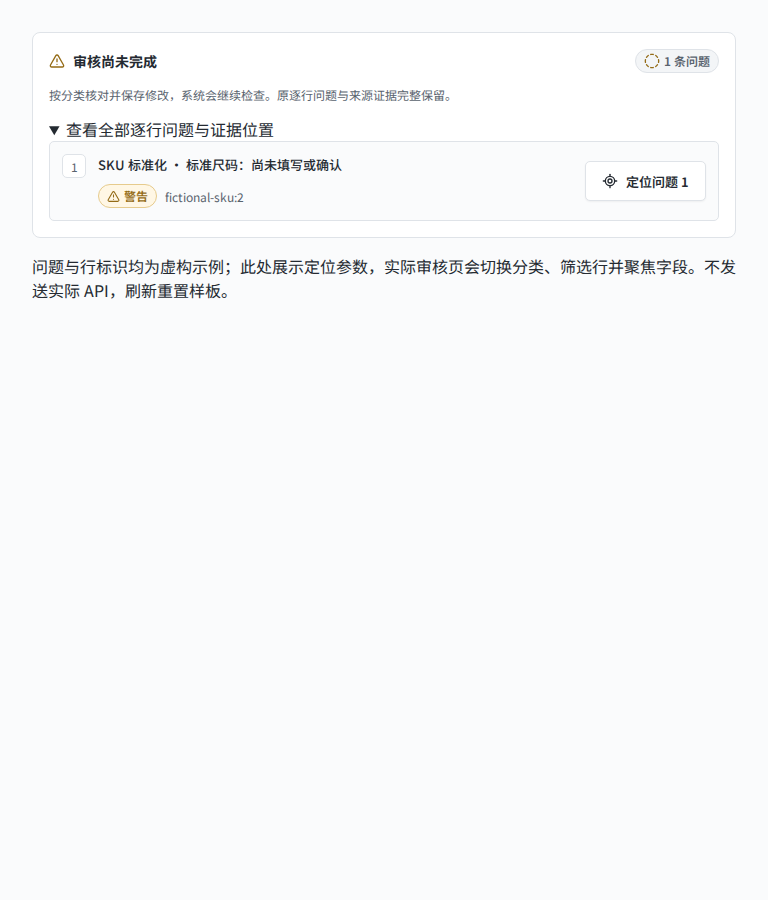 审核尚未完成
1 条问题
按分类核对并保存修改，系统会继续检查。原逐行问题与来源证据完整保留。
▼ 查看全部逐行问题与证据位置
1
SKU 标准化 · 标准尺码：尚未填写或确认
警告 fictional-sku:2
定位问题 1
问题与行标识均为虚构示例；此处展示定位参数，实际审核页会切换分类、筛选行并聚焦字段。不发
送实际 API，刷新重置样板。